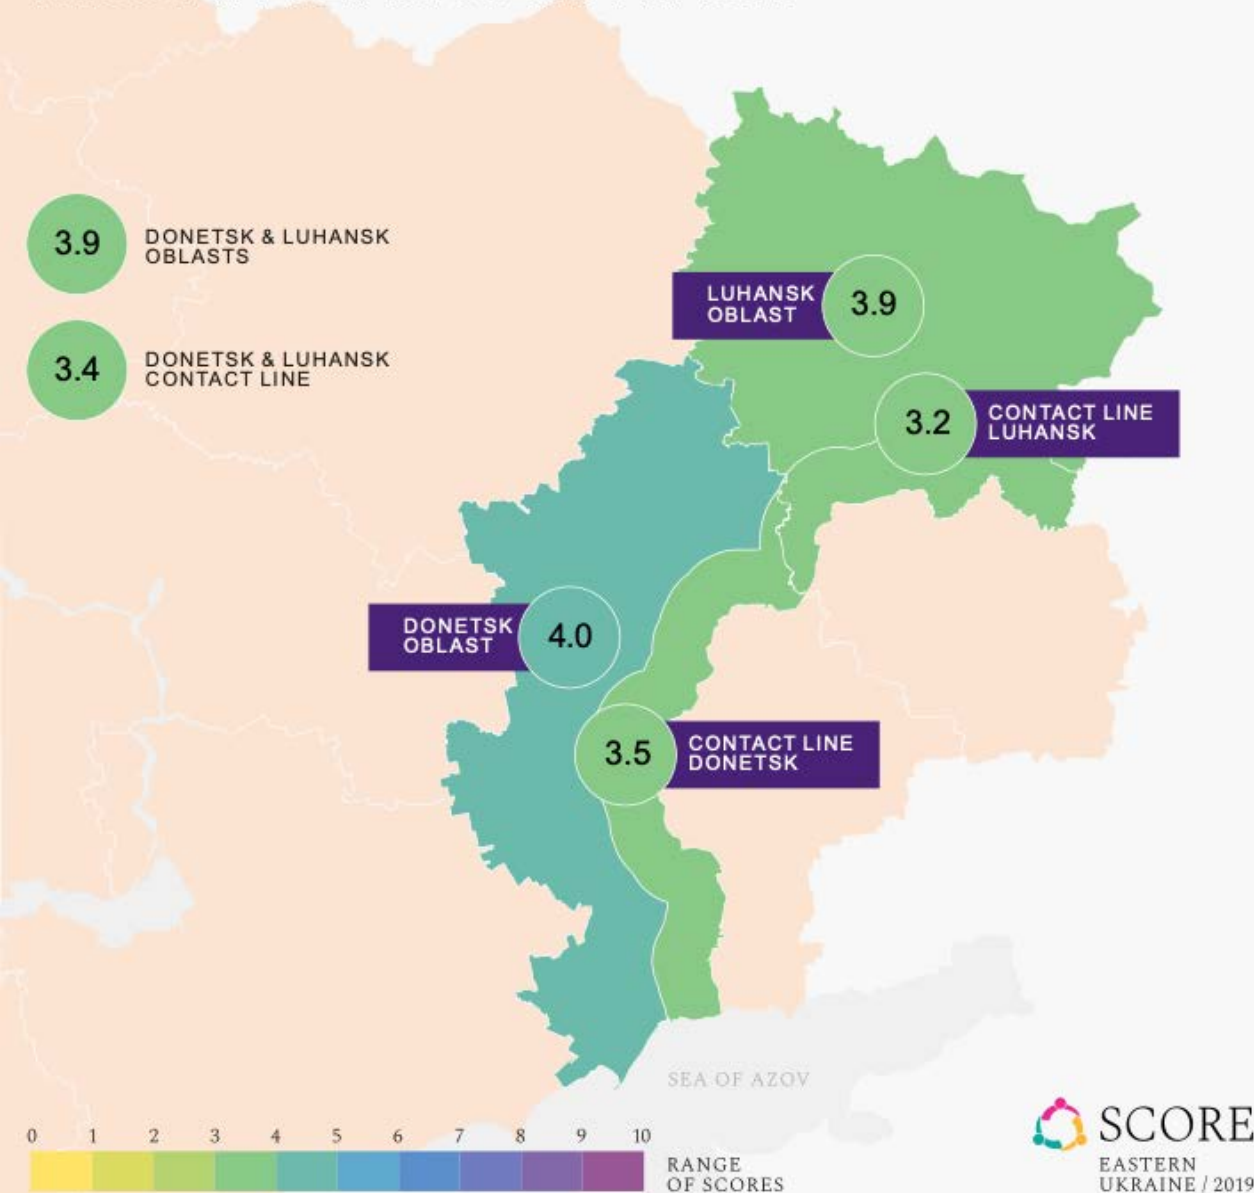 3.9
DONETSK & LUHANSK
OBLASTS
3.4
DONETSK & LUHANSK
CONTACT LINE
LUHANSK
OBLAST
3.9
3.2
CONTACT LINE
LUHANSK
DONETSK
OBLAST
4.0
3.5
CONTACT LINE
DONETSK
SEA OF AZOV
0 1 2 3 4 5 6 7 8 9 10
RANGE
OF SCORES
SCORE
EASTERN
UKRAINE / 2019